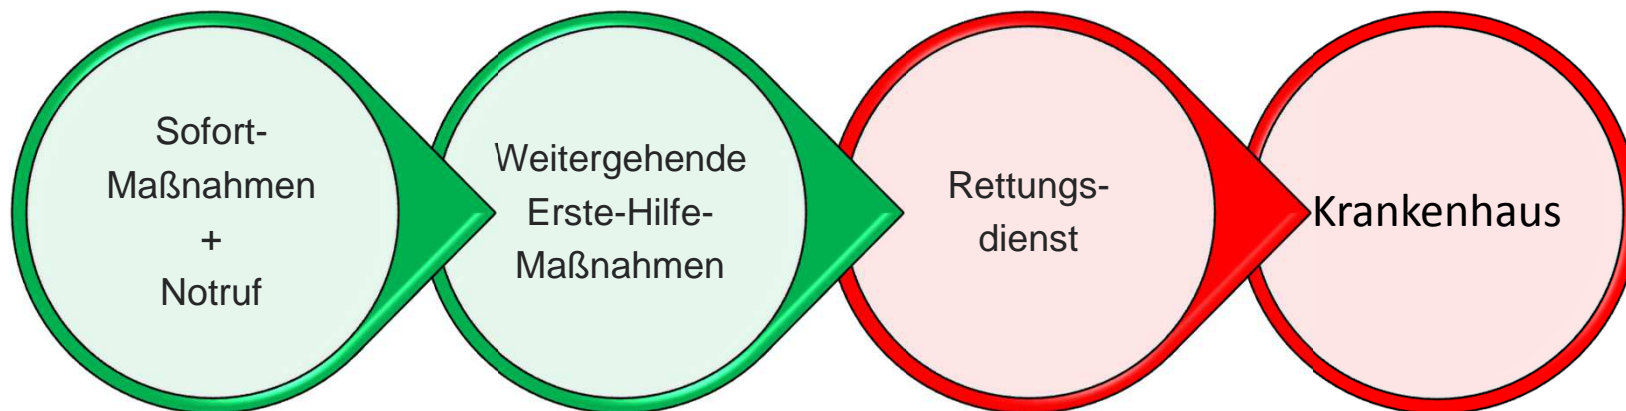 Sofort-
Maßnahmen
+
Notruf
Weitergehende
Erste-Hilfe-
Maßnahmen
Rettungs-
dienst
Krankenhaus